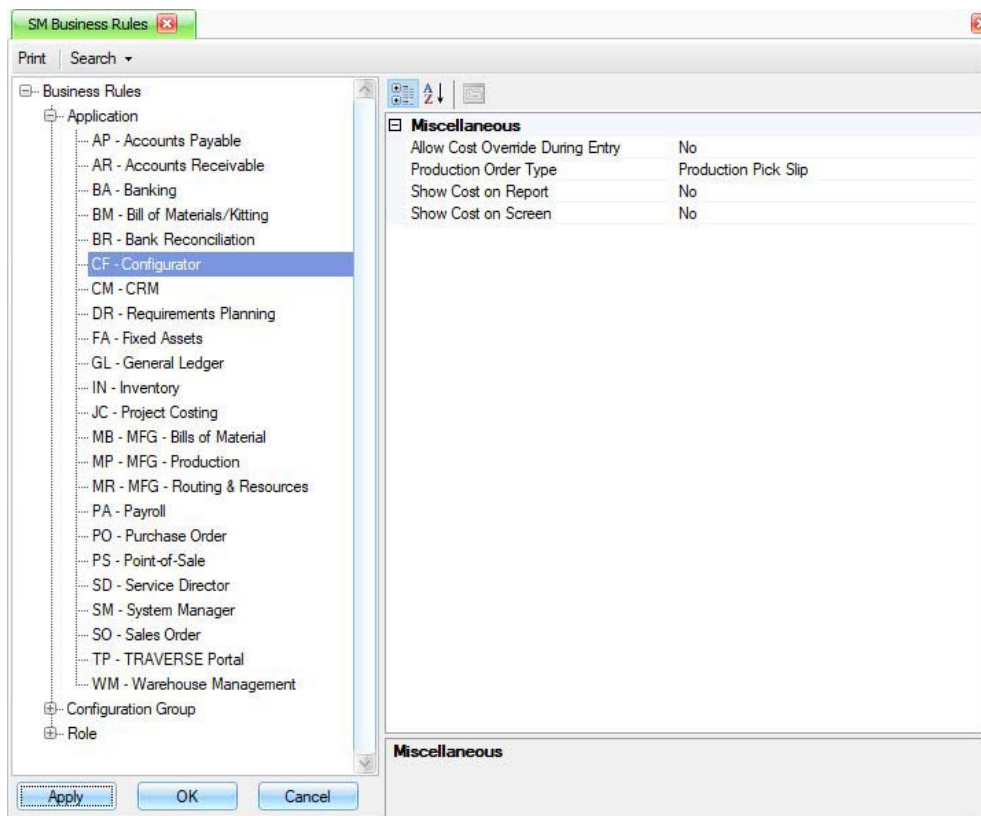 SM Business Rules
Print Search
Business Rules
Application
AP - Accounts Payable
AR - Accounts Receivable
BA - Banking
BM - Bill of Materials/Kitting
BR - Bank Reconciliation
CF - Configurator
CM - CRM
DR - Requirements Planning
FA - Fixed Assets
GL - General Ledger
IN - Inventory
JC - Project Costing
MB - MFG - Bills of Material
MP - MFG - Production
MR - MFG - Routing & Resources
PA - Payroll
PO - Purchase Order
PS - Point-of-Sale
SD - Service Director
SM - System Manager
SO - Sales Order
TP - TRAVERSE Portal
WM - Warehouse Management
Configuration Group
Role
Apply OK Cancel
A
Z
Miscellaneous
Allow Cost Override During Entry No
Production Order Type Production Pick Slip
Show Cost on Report No
Show Cost on Screen No
Miscellaneous